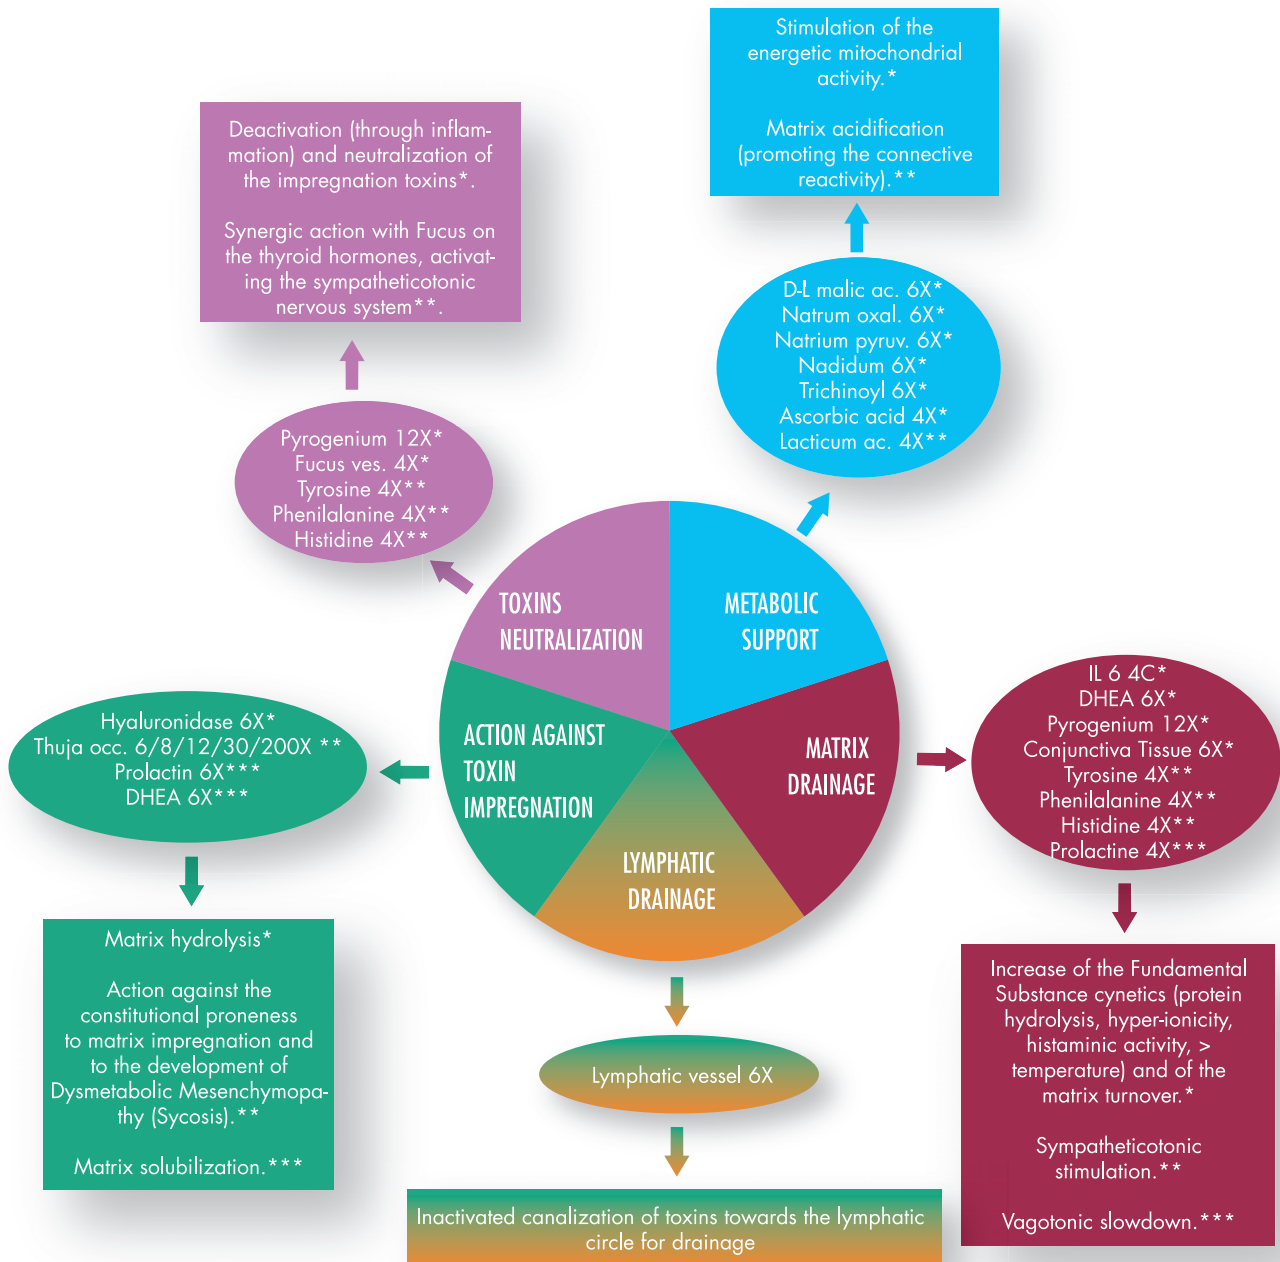 Stimulation of the
energetic mitochondrial
activity.*
Matrix acidification
(promoting the connective
reactivity).**
Deactivation (through inflam-
mation) and neutralization of
the impregnation toxins*.
Synergic action with Fucus on
the thyroid hormones, activat-
ing the sympatheticotonic
nervous system**.
D-L malic ac. 6X*
Natrum oxal. 6X*
Natrium pyruv. 6X*
Nadidum 6X*
Trichinoyl 6X*
Ascorbic acid 4X*
Lacticum ac. 4X**
Pyrogenium 12X*
Fucus ves. 4X*
Tyrosine 4X**
Phenilalanine 4X**
Histidine 4X**
TOXINS
NEUTRALIZATION
METABOLIC
SUPPORT
ACTION AGAINST
TOXIN
IMPREGNATION
MATRIX
DRAINAGE
LYMPHATIC
DRAINAGE
Hyaluronidase 6X*
Thuja occ. 6/8/12/30/200X **
Prolactin 6X***
DHEA 6X***
IL 6 4C*
DHEA 6X*
Pyrogenium 12X*
Conjunctiva Tissue 6X*
Tyrosine 4X**
Phenilalanine 4X**
Histidine 4X**
Prolactine 4X***
Matrix hydrolysis*
Action against the
constitutional proneness
to matrix impregnation and
to the development of
Dysmetabolic Mesenchymopa-
thy (Sycosis).**
Matrix solubilization.***
Lymphatic vessel 6X
Inactivated canalization of toxins towards the lymphatic
circle for drainage
Increase of the Fundamental
Substance cynetics (protein
hydrolysis, hyper-ionicity,
histaminic activity, >
temperature) and of the
matrix turnover.*
Sympatheticotonic
stimulation.**
Vagotonic slowdown.***